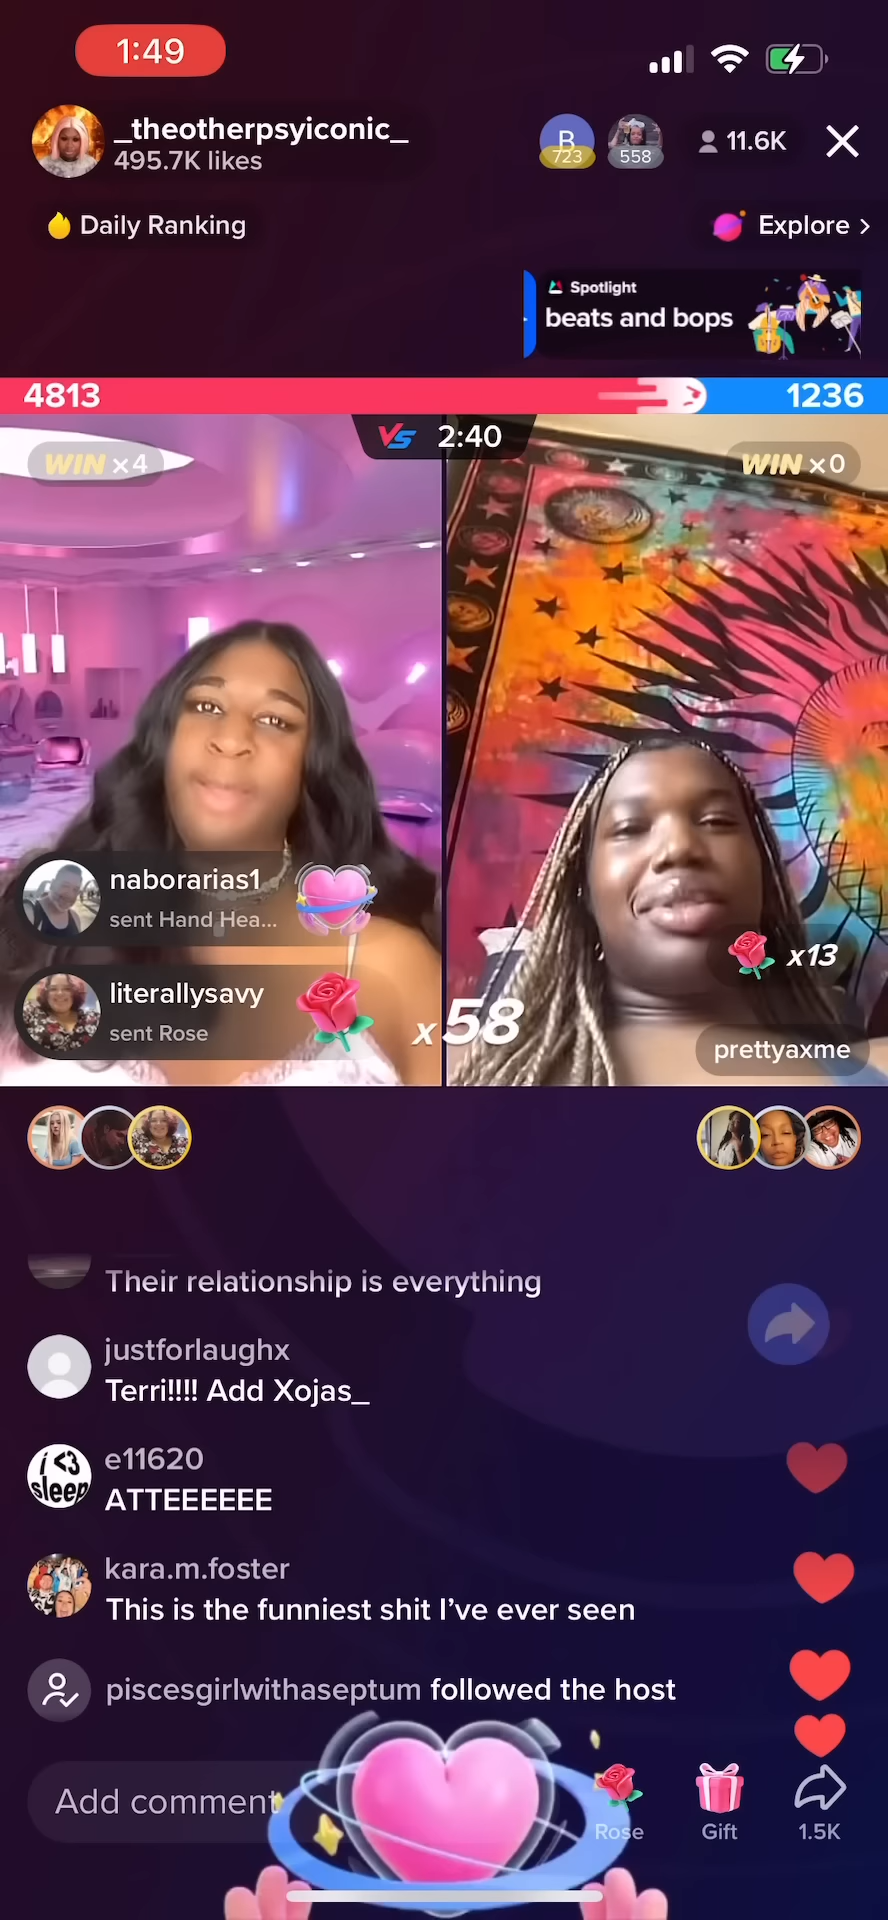 1:49
_theotherpsyiconic_
495.7K likes
B
723
558
11.6K
Daily Ranking
Explore >
Spotlight
beats and bops
4813
1236
VS 2:40
WIN x4
WIN x0
naborarias1
sent Hand Hea...
x13
literallysavy
sent Rose
x58
prettyaxme
Their relationship is everything
justforlaughx
Terri!!!! Add Xojas_
e11620
ATTEEEEEE
i <3
sleep
kara.m.foster
This is the funniest shit I’ve ever seen
piscesgirlwithaseptum followed the host
Add comment
Rose
Gift
1.5K